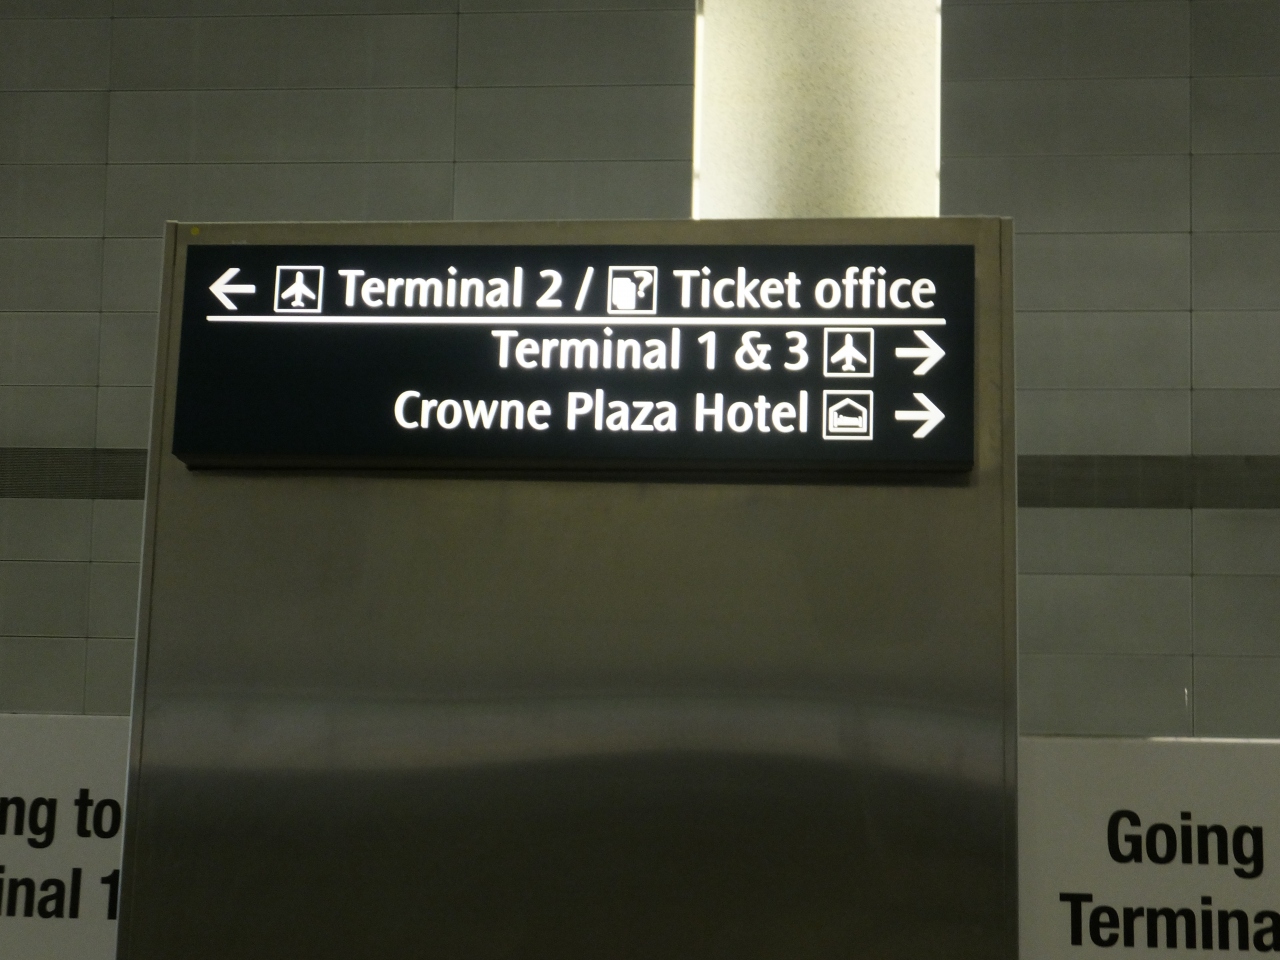 Terminal 2 / Ticket office
Terminal 1 & 3
Crowne Plaza Hotel
ng to
inal 1
Going
Termina